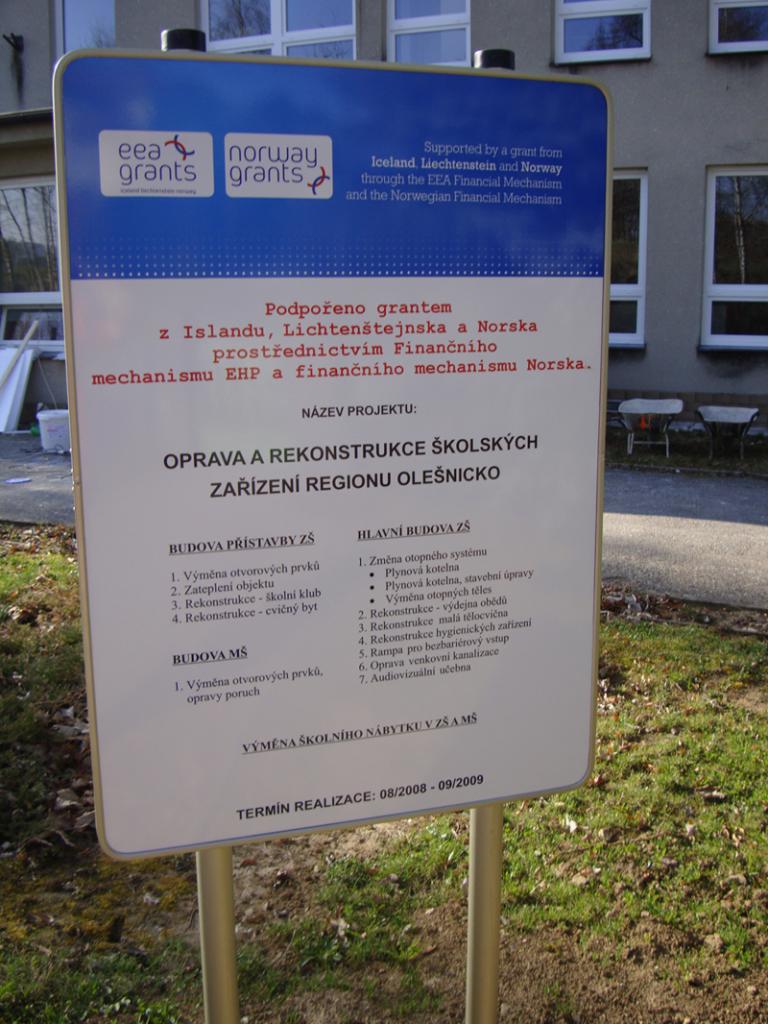 eea
grants
iceland liechtenstein norway
norway
grants
Supported by a grant from
Iceland, Liechtenstein and Norway
through the EEA Financial Mechanism
and the Norwegian Financial Mechanism
Podpořeno grantem
z Islandu, Lichtenštejnska a Norska
prostřednictvím Finančního
mechanismu EHP a finančního mechanismu Norska.
NÁZEV PROJEKTU:
OPRAVA A REKONSTRUKCE ŠKOLSKÝCH
ZAŘÍZENÍ REGIONU OLEŠNICKO
BUDOVA PŘÍSTAVBY ZŠ
1. Výměna otvorových prvků
2. Zateplení objektu
3. Rekonstrukce - školní klub
4. Rekonstrukce - cvičný byt
BUDOVA MŠ
1. Výměna otvorových prvků,
opravy poruch
HLAVNÍ BUDOVA ZŠ
1. Změna otopného systému
• Plynová kotelna
• Plynová kotelna, stavební úpravy
• Výměna otopných těles
2. Rekonstrukce - výdejna obědů
3. Rekonstrukce malá tělocvična
4. Rekonstrukce hygienických zařízení
5. Rampa pro bezbariérový vstup
6. Oprava venkovní kanalizace
7. Audiovizuální učebna
VÝMĚNA ŠKOLNÍHO NÁBYTKU V ZŠ A MŠ
TERMÍN REALIZACE: 08/2008 - 09/2009